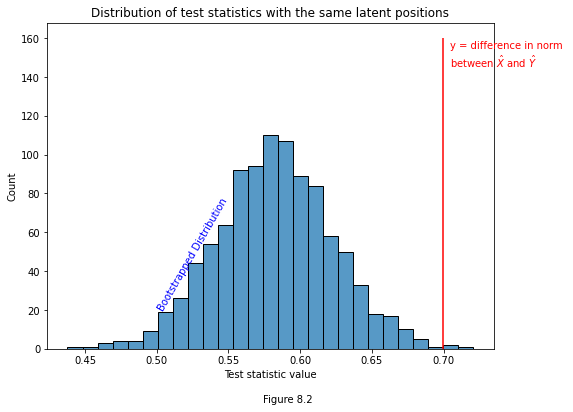 Distribution of test statistics with the same latent positions
160
140
120
100
80
60
40
20
0
Count
y = difference in norm
between X̂ and Ŷ
Bootstrapped Distribution
0.45 0.50 0.55 0.60 0.65 0.70
Test statistic value
Figure 8.2